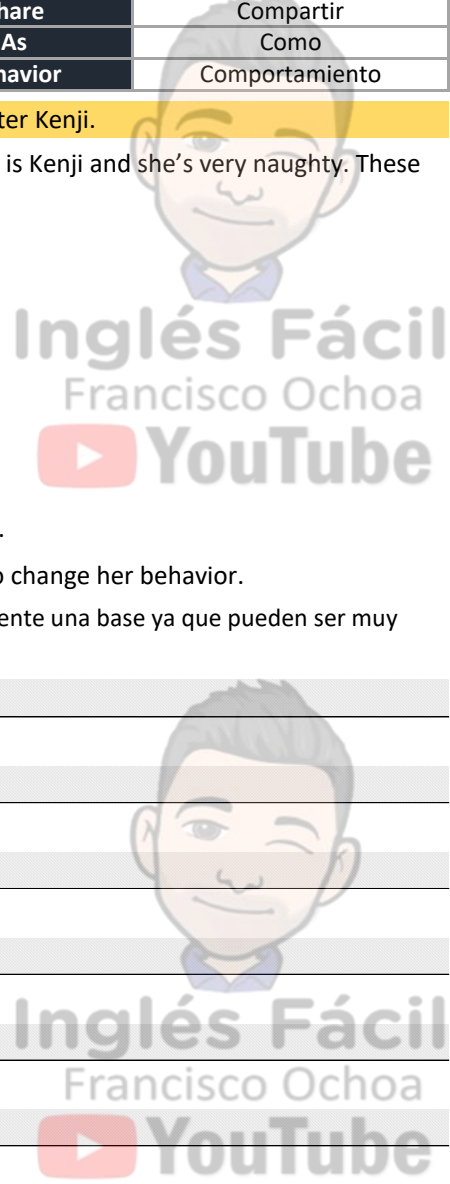 hare Compartir
As Como
navior Comportamiento
ter Kenji.
is Kenji and she's very naughty. These
Inglés Fácil
Francisco Ochoa
YouTube
.
o change her behavior.
ente una base ya que pueden ser muy
Inglés Fácil
Francisco Ochoa
YouTube